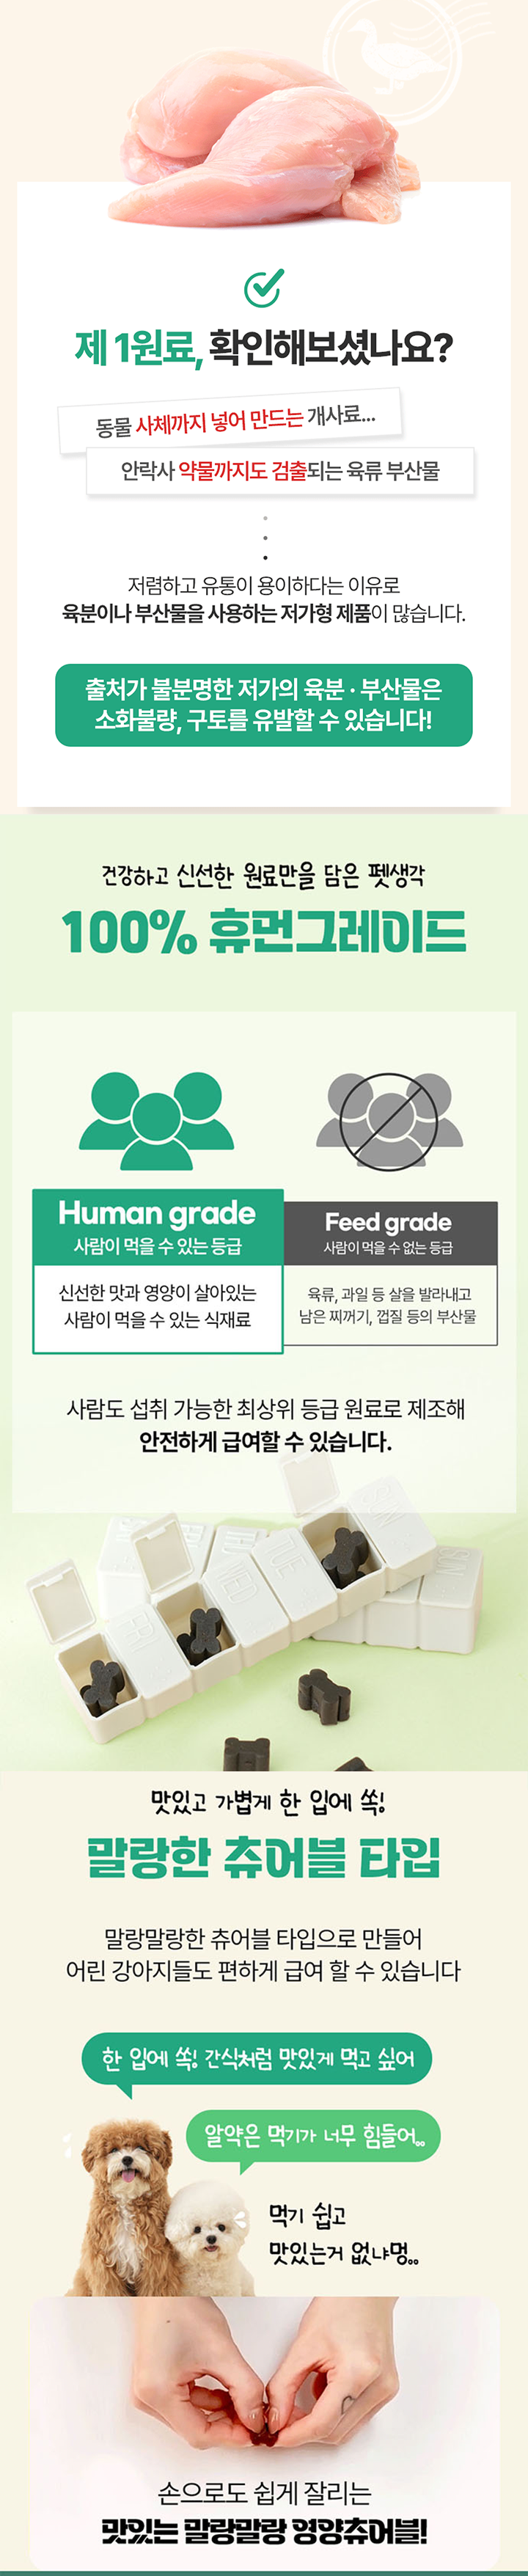 제 1원료, 확인해보셨나요?
동물 사체까지 넣어 만드는 개사료...
안락사 약물까지도 검출되는 육류 부산물
저렴하고 유통이 용이하다는 이유로
육분이나 부산물을 사용하는 저가형 제품이 많습니다.
출처가 불분명한 저가의 육분 · 부산물은
소화불량, 구토를 유발할 수 있습니다!
건강하고 신선한 원료만을 담은 펫생각
100% 휴먼그레이드
Human grade
사람이 먹을 수 있는 등급
신선한 맛과 영양이 살아있는
사람이 먹을 수 있는 식재료
Feed grade
사람이 먹을 수 없는 등급
육류, 과일 등 살을 발라내고
남은 찌꺼기, 껍질 등의 부산물
사람도 섭취 가능한 최상위 등급 원료로 제조해
안전하게 급여할 수 있습니다.
SUN
TUE
WED
FRI
맛있고 가볍게 한 입에 쏙!
말랑한 츄어블 타입
말랑말랑한 츄어블 타입으로 만들어
어린 강아지들도 편하게 급여 할 수 있습니다
한 입에 쏙! 간식처럼 맛있게 먹고 싶어
알약은 먹기가 너무 힘들어..
먹기 쉽고
맛있는거 없냐멍..
손으로도 쉽게 잘리는
맛있는 말랑말랑 영양츄어블!